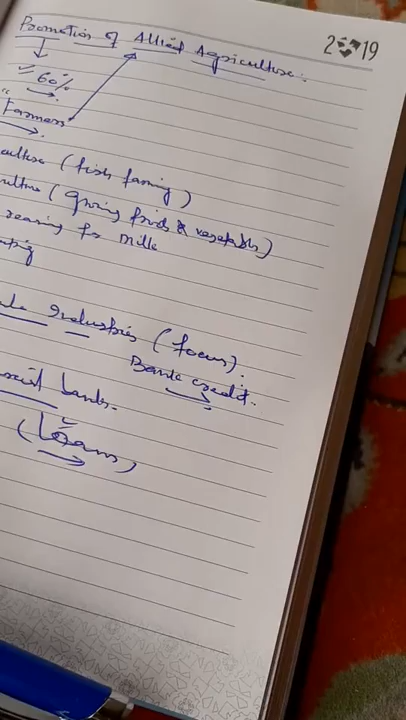 Promotion of Allied Agriculture:
2019
60%
Farmers
culture (fish farming)
culture (Growing fruits & vegetables)
rearing for milk
Industries (focus).
Bank credit.
banks.
(Loans)